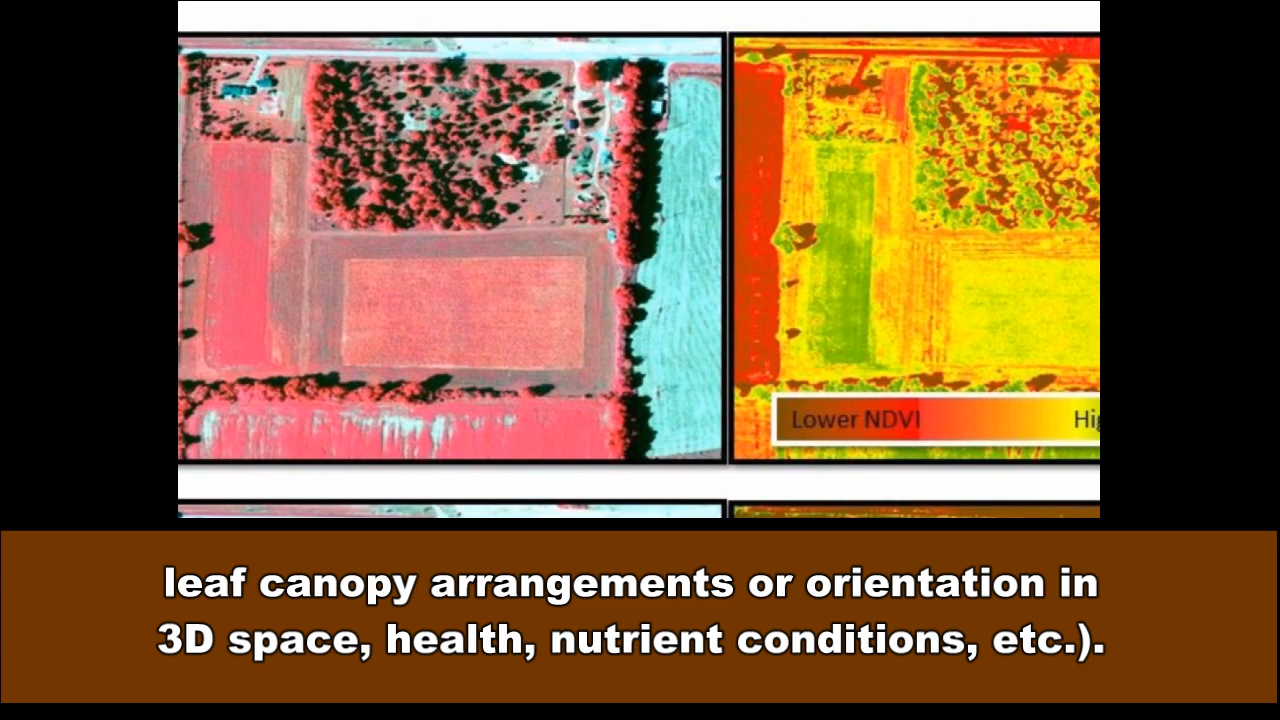 Lower NDVI
leaf canopy arrangements or orientation in
3D space, health, nutrient conditions, etc.).